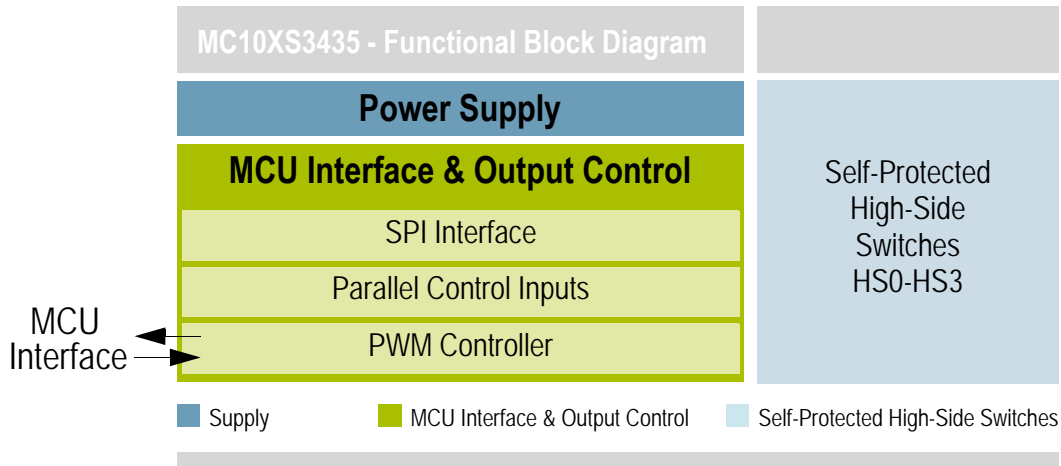 MC10XS3435 - Functional Block Diagram
Power Supply
MCU Interface & Output Control
SPI Interface
Parallel Control Inputs
PWM Controller
MCU
Interface
Self-Protected
High-Side
Switches
HS0-HS3
Supply
MCU Interface & Output Control
Self-Protected High-Side Switches